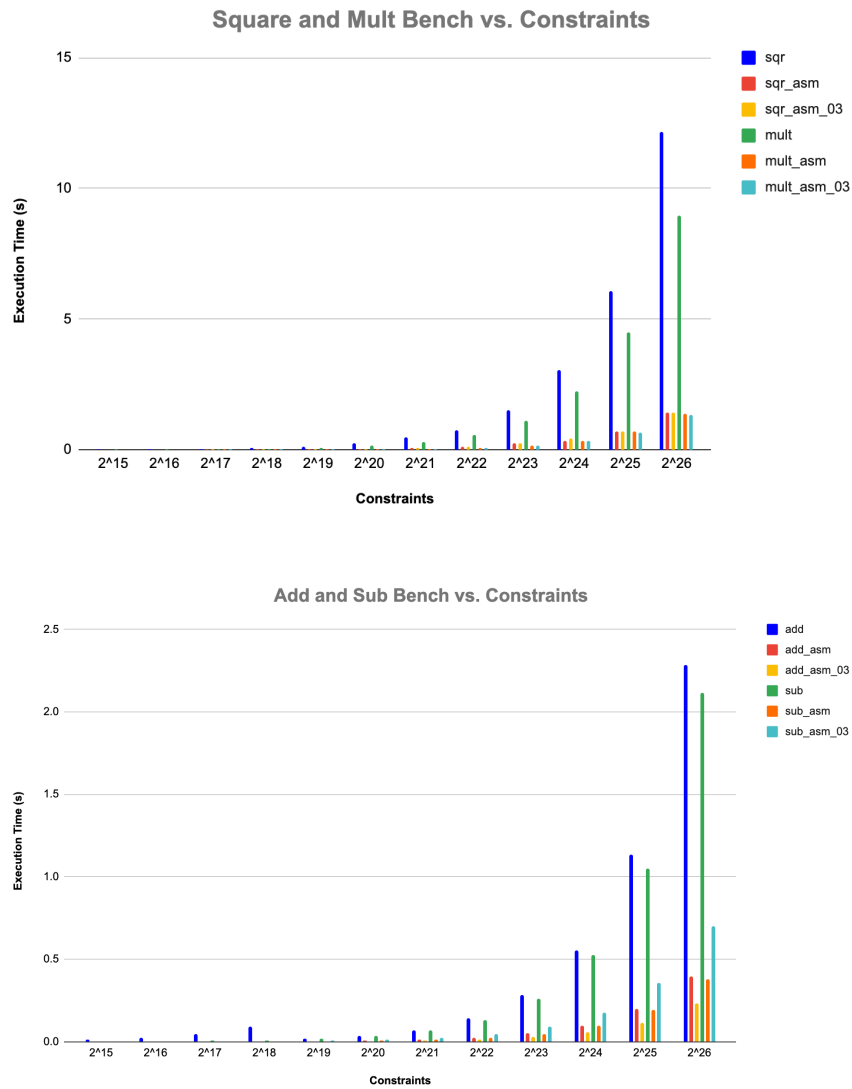 Square and Mult Bench vs. Constraints
15
10
5
0
Execution Time (s)
2^15 2^16 2^17 2^18 2^19 2^20 2^21 2^22 2^23 2^24 2^25 2^26
Constraints
sqr
sqr_asm
sqr_asm_03
mult
mult_asm
mult_asm_03
Add and Sub Bench vs. Constraints
2.5
2.0
1.5
1.0
0.5
0.0
Execution Time (s)
2^15 2^16 2^17 2^18 2^19 2^20 2^21 2^22 2^23 2^24 2^25 2^26
Constraints
add
add_asm
add_asm_03
sub
sub_asm
sub_asm_03